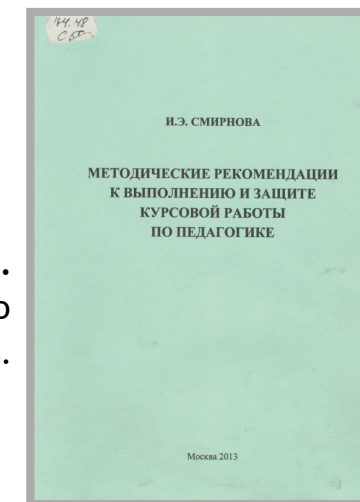 74.48
С 50
И.Э. СМИРНОВА
МЕТОДИЧЕСКИЕ РЕКОМЕНДАЦИИ
К ВЫПОЛНЕНИЮ И ЗАЩИТЕ
КУРСОВОЙ РАБОТЫ
ПО ПЕДАГОГИКЕ
Москва 2013